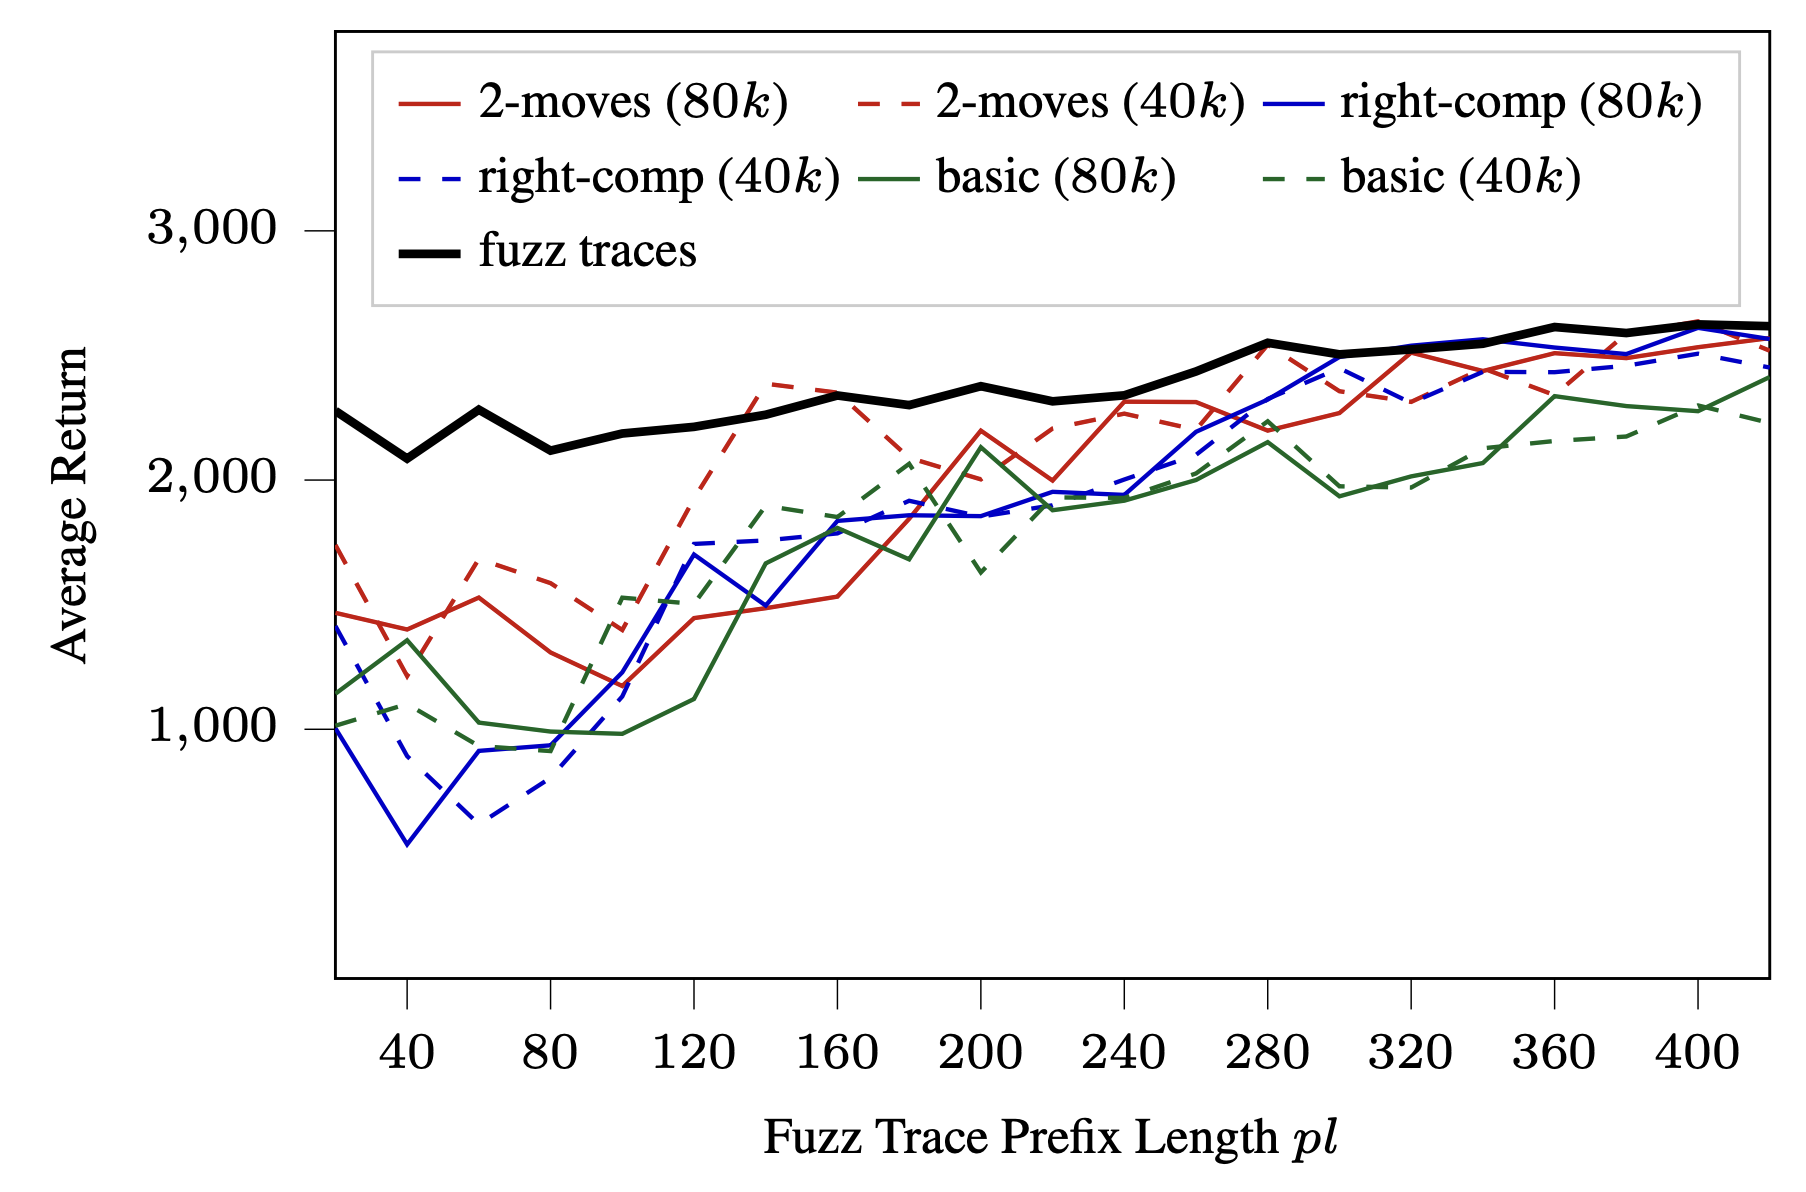 2-moves (80k) 2-moves (40k) right-comp (80k)
right-comp (40k) basic (80k) basic (40k)
fuzz traces
3,000
2,000
1,000
Average Return
40 80 120 160 200 240 280 320 360 400
Fuzz Trace Prefix Length pl